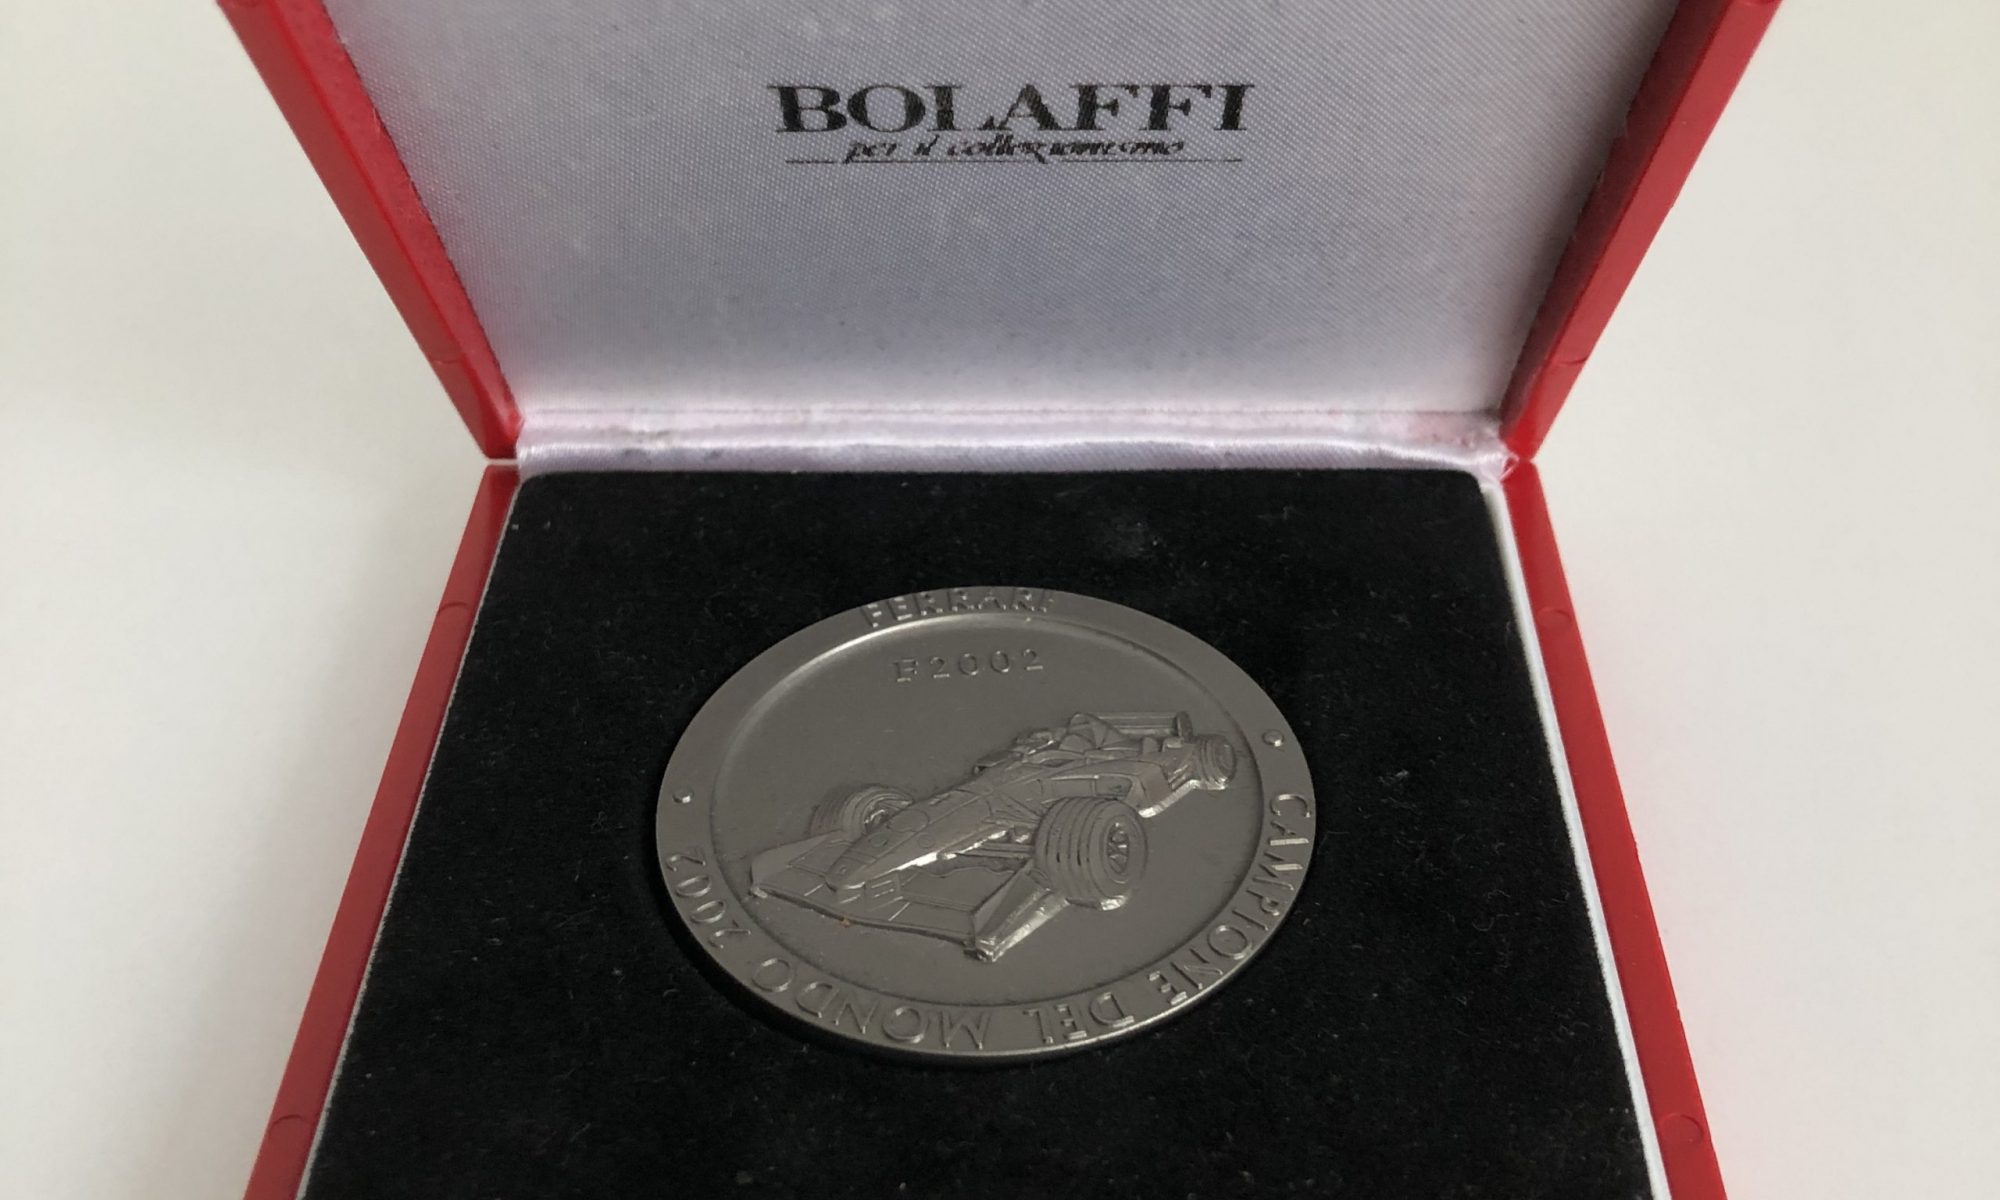 BOLAFFI
per il collezionismo
FERRARI
F2002
CAMPIONE DEL MONDO 2002